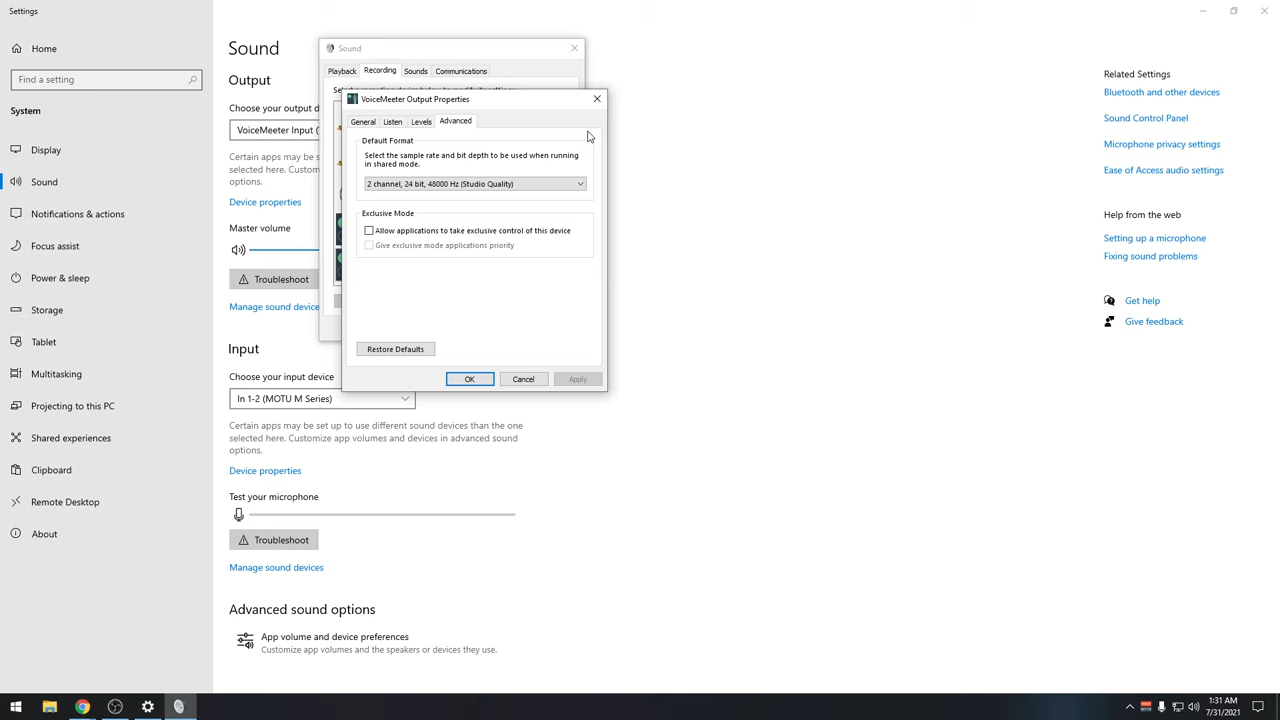 Settings
Home
Find a setting
System
Display
Sound
Notifications & actions
Focus assist
Power & sleep
Storage
Tablet
Multitasking
Projecting to this PC
Shared experiences
Clipboard
Remote Desktop
About
Sound
Output
Choose your output d
VoiceMeeter Input (
Certain apps may be s
selected here. Customize app
options.
Device properties
Master volume
Troubleshoot
Manage sound device
Input
Choose your input device
In 1-2 (MOTU M Series)
Certain apps may be set up to use different sound devices than the one
selected here. Customize app volumes and devices in advanced sound
options.
Device properties
Test your microphone
Troubleshoot
Manage sound devices
Advanced sound options
App volume and device preferences
Customize app volumes and the speakers or devices they use.
Sound
Playback
Recording
Sounds
Communications
VoiceMeeter Output Properties
General
Listen
Levels
Advanced
Default Format
Select the sample rate and bit depth to be used when running
in shared mode.
2 channel, 24 bit, 48000 Hz (Studio Quality)
Exclusive Mode
Allow applications to take exclusive control of this device
Give exclusive mode applications priority
Restore Defaults
OK
Cancel
Apply
Related Settings
Bluetooth and other devices
Sound Control Panel
Microphone privacy settings
Ease of Access audio settings
Help from the web
Setting up a microphone
Fixing sound problems
Get help
Give feedback
1:31 AM
7/31/2021